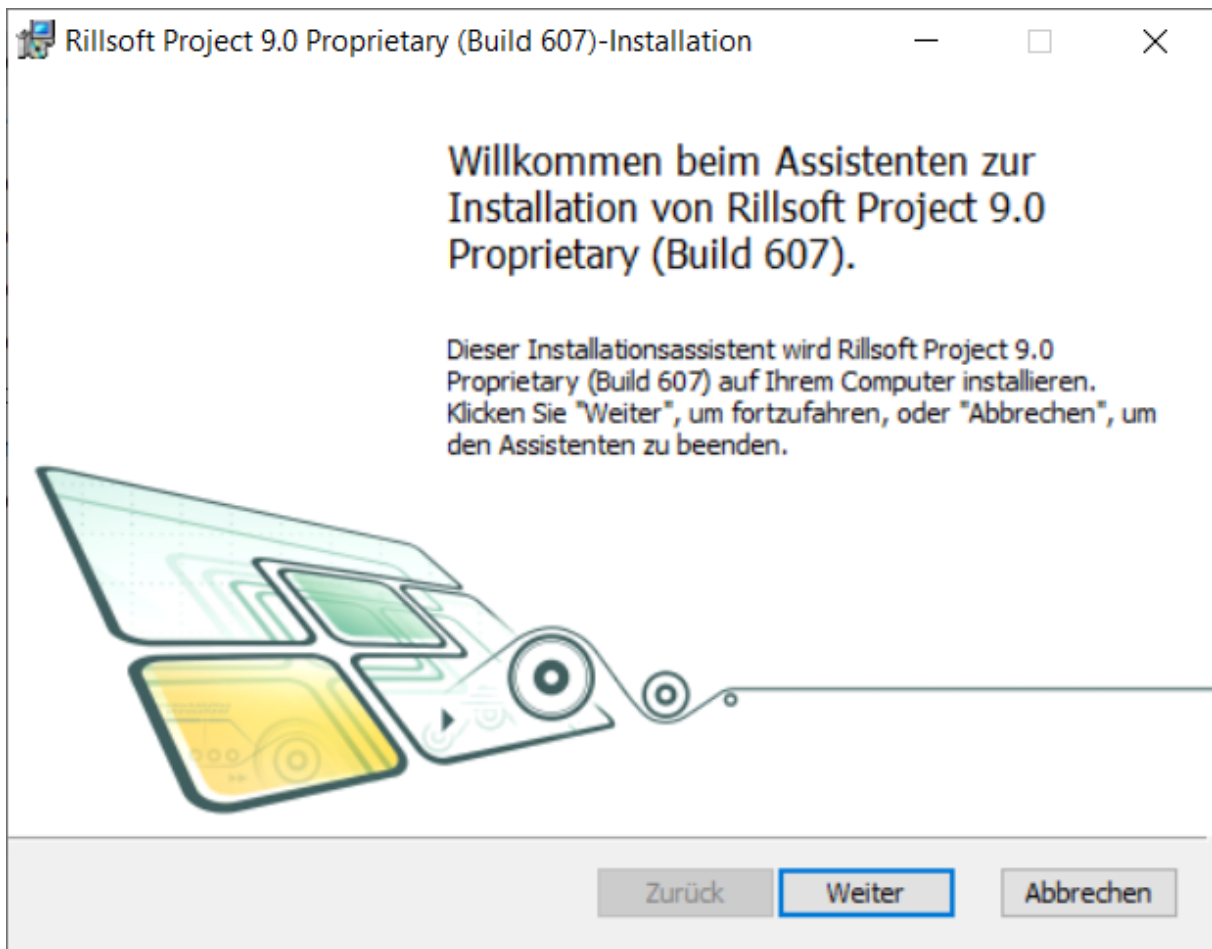 Rillsoft Project 9.0 Proprietary (Build 607)-Installation
Willkommen beim Assistenten zur
Installation von Rillsoft Project 9.0
Proprietary (Build 607).
Dieser Installationsassistent wird Rillsoft Project 9.0
Proprietary (Build 607) auf Ihrem Computer installieren.
Klicken Sie "Weiter", um fortzufahren, oder "Abbrechen", um
den Assistenten zu beenden.
Zurück Weiter Abbrechen